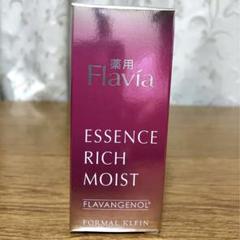 薬用
Flavia
ESSENCE
RICH
MOIST
FLAVANGENOL®
FORMAL KLEIN